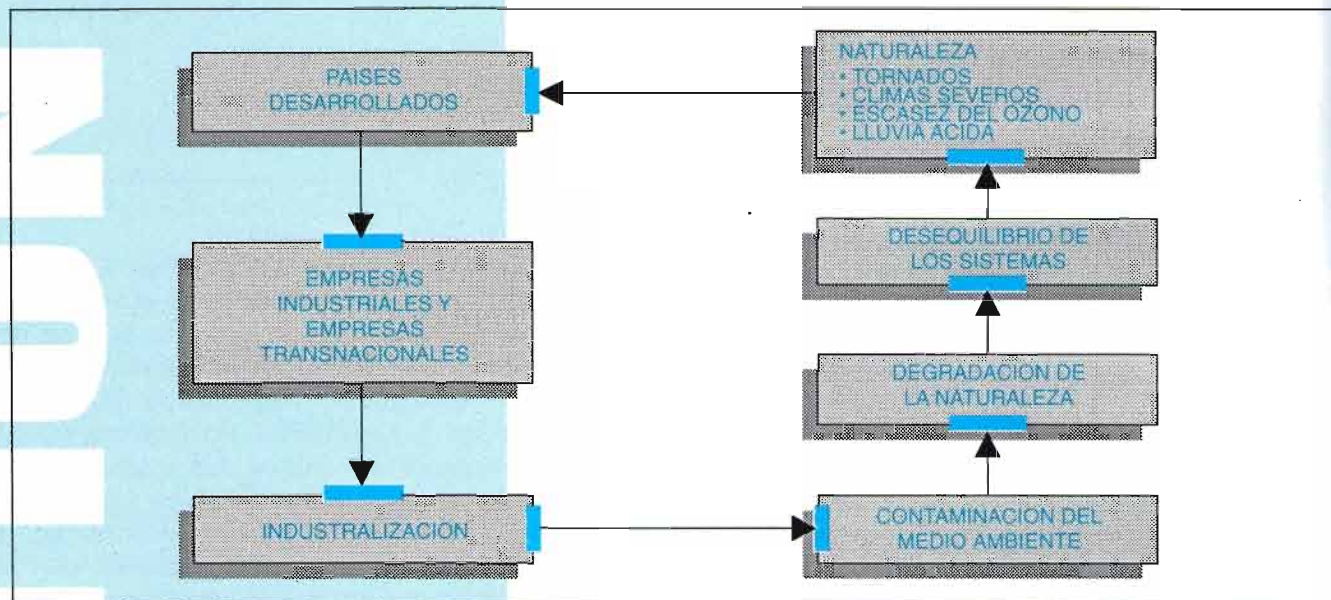 PAISES
DESARROLLADOS
EMPRESAS
INDUSTRIALES Y
EMPRESAS
TRANSNACIONALES
INDUSTRALIZACION
CONTAMINACION DEL
MEDIO AMBIENTE
DEGRADACION DE
LA NATURALEZA
DESEQUILIBRIO DE
LOS SISTEMAS
NATURALEZA
• TORNADOS
• CLIMAS SEVEROS
• ESCASEZ DEL OZONO
• LLUVIA ACIDA